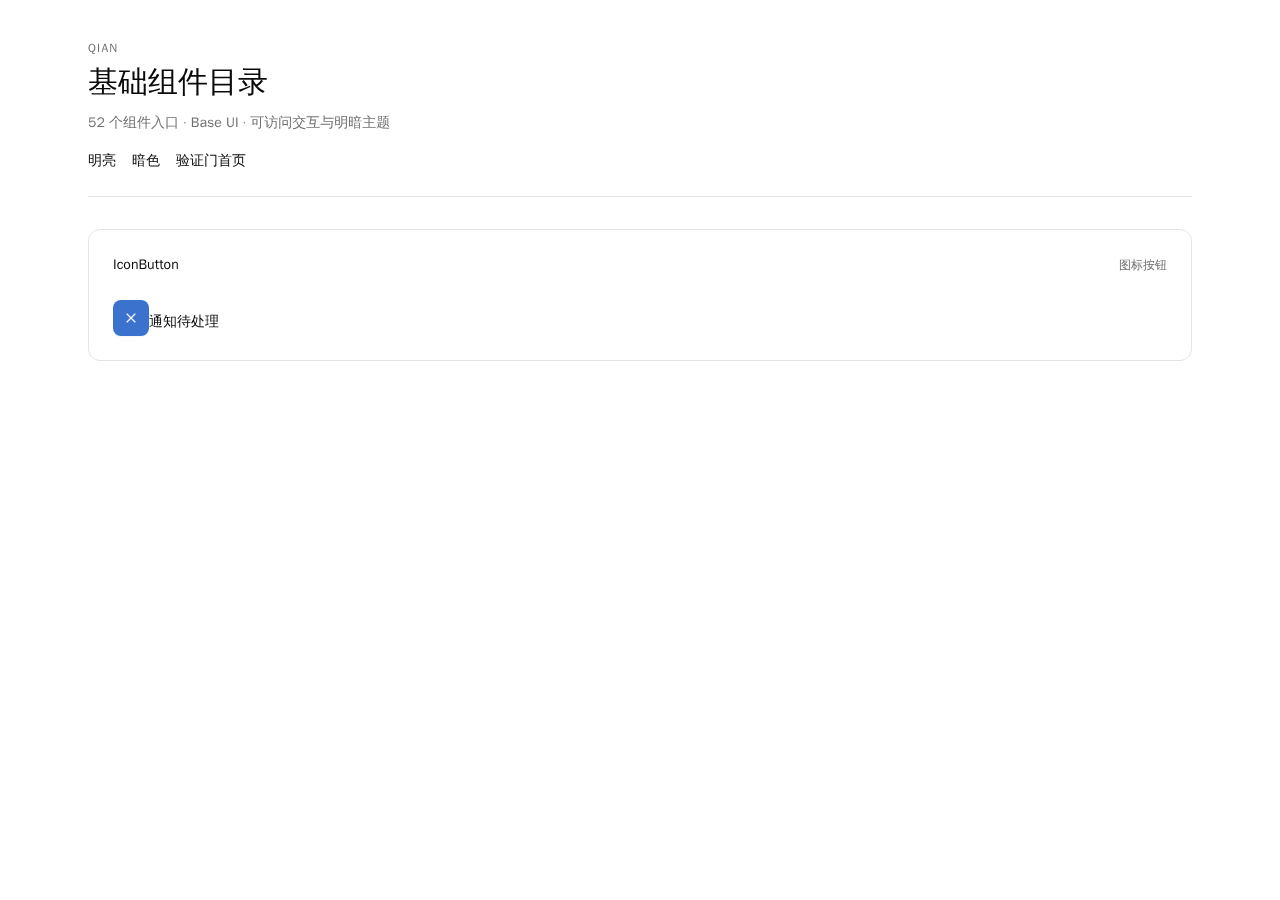 QIAN
基础组件目录
52 个组件入口 · Base UI · 可访问交互与明暗主题
明亮 暗色 验证门首页
IconButton 图标按钮
通知待处理